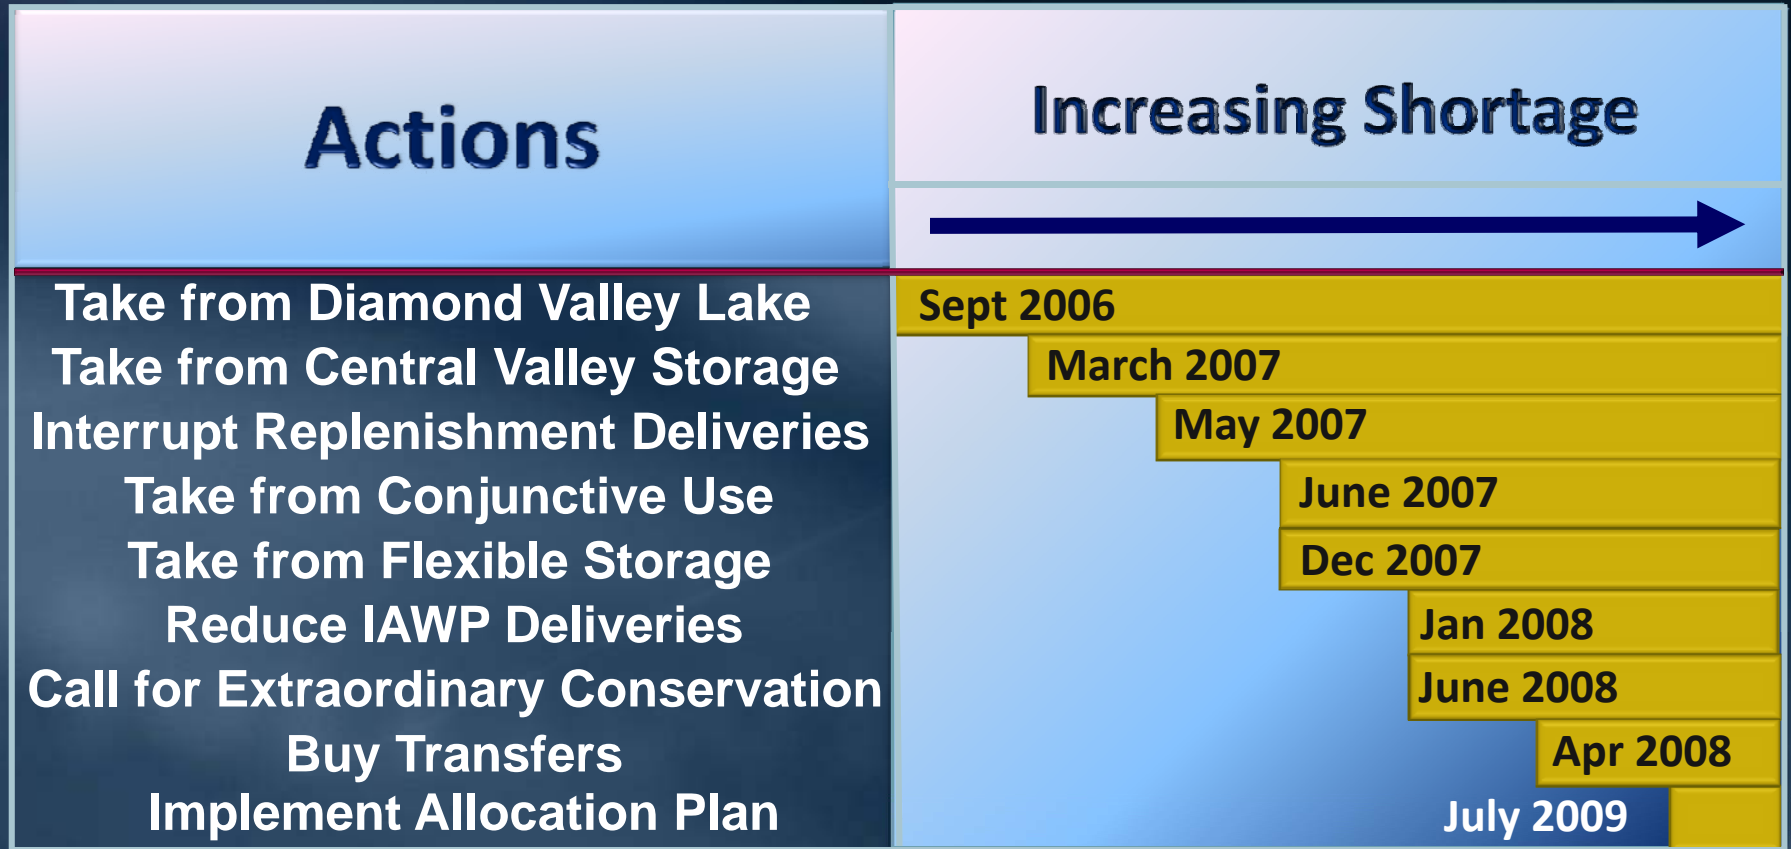 Actions
Increasing Shortage
Take from Diamond Valley Lake
Sept 2006
Take from Central Valley Storage
March 2007
Interrupt Replenishment Deliveries
May 2007
Take from Conjunctive Use
June 2007
Take from Flexible Storage
Dec 2007
Reduce IAWP Deliveries
Jan 2008
Call for Extraordinary Conservation
June 2008
Buy Transfers
Apr 2008
Implement Allocation Plan
July 2009